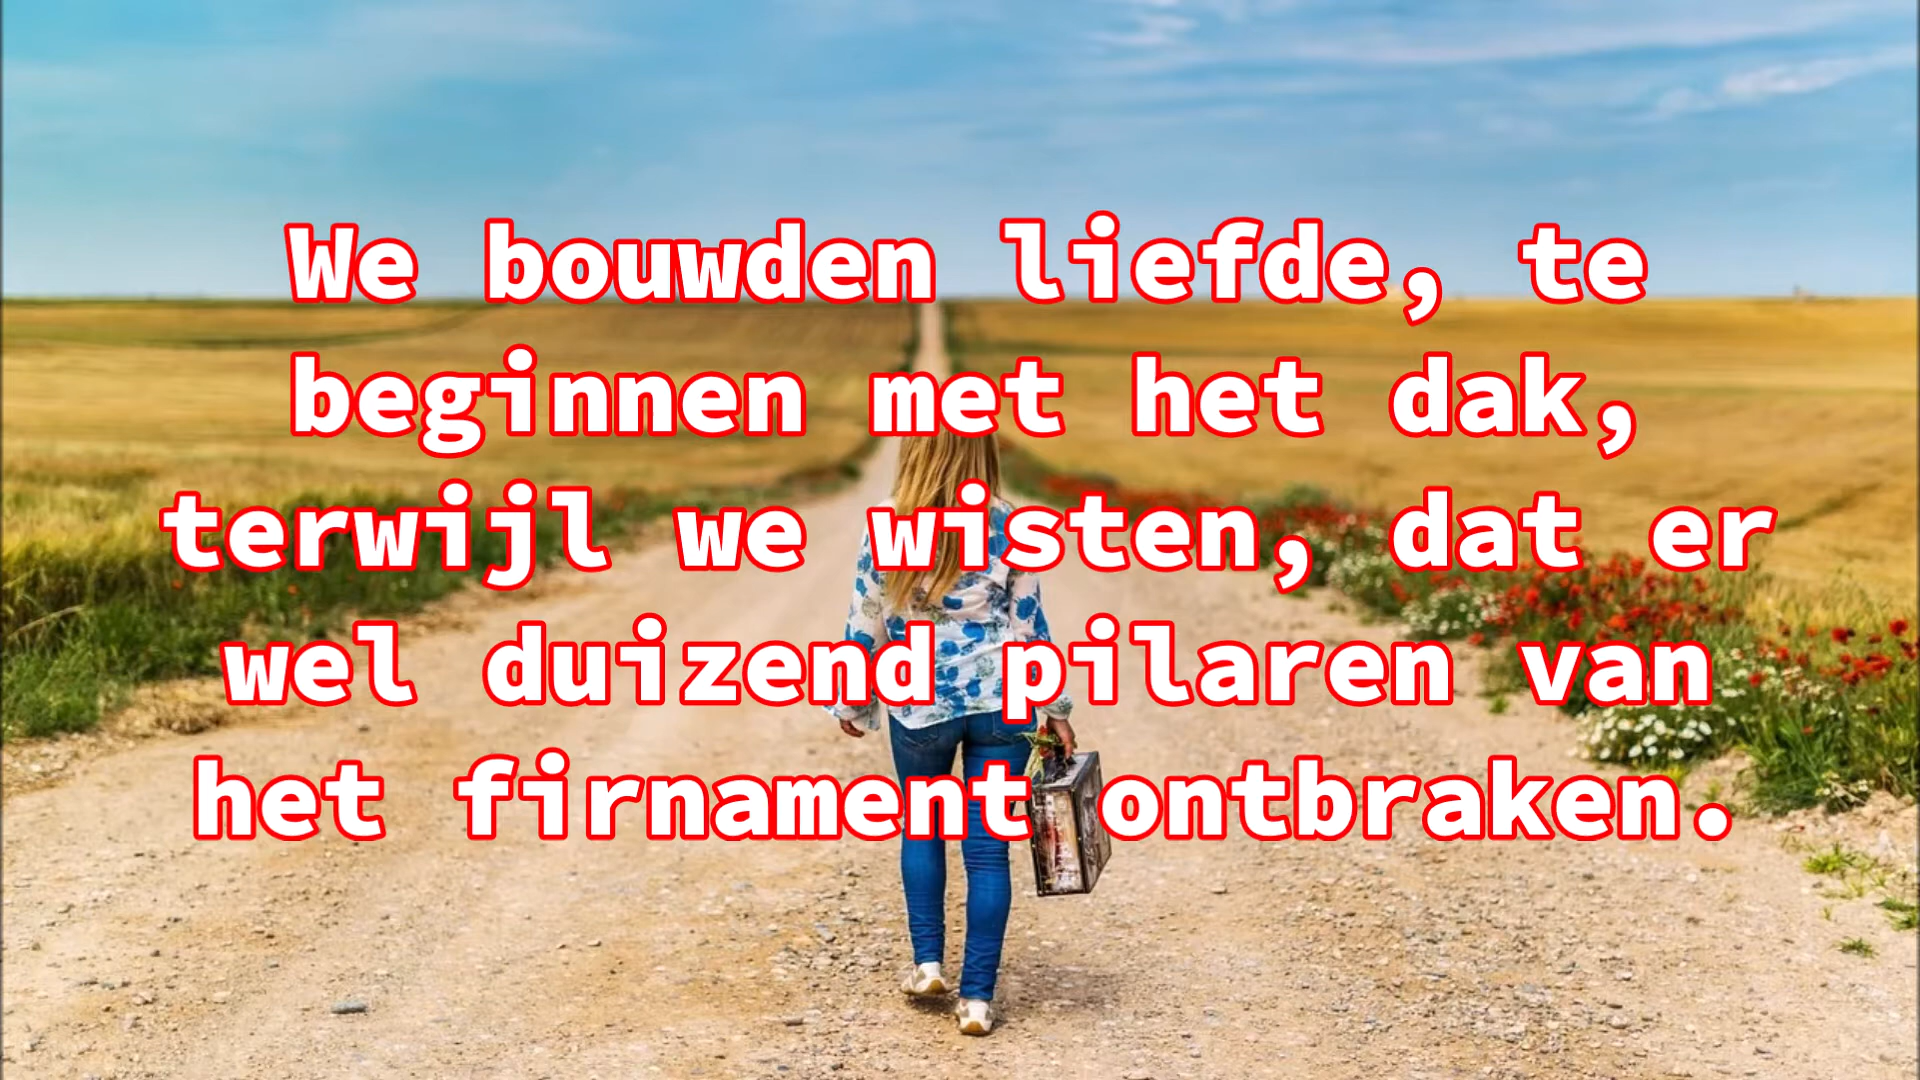 We bouwden liefde, te
beginnen met het dak,
terwijl we wisten, dat er
wel duizend pilaren van
het firnament ontbraken.